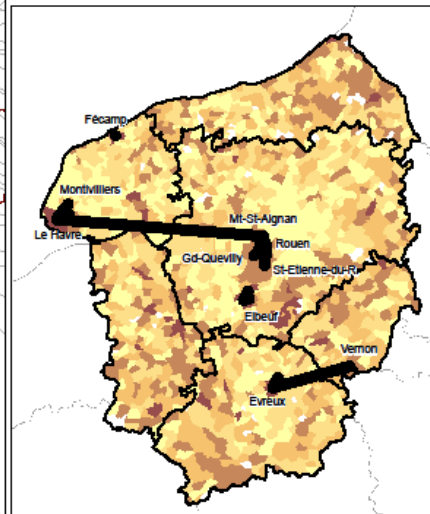 Fécamp
Montivilliers
Le Havre
Mt-St-Aignan
Rouen
Gd-Quevilly
St-Etienne-du-R.
Elbeuf
Vernon
Evreux